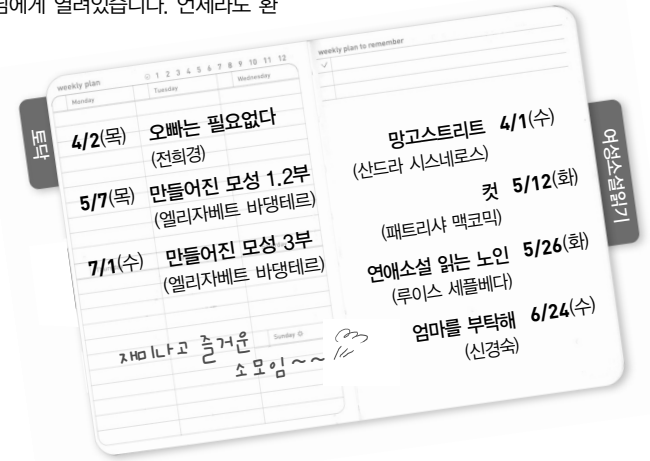 님에게 열려있습니다. 언제라도 환
weekly plan
1 2 3 4 5 6 7 8 9 10 11 12
Monday
Tuesday
Wednesday
토닥
4/2(목) 오빠는 필요없다
(전희경)
5/7(목) 만들어진 모성 1.2부
(엘리자베트 바댕테르)
7/1(수) 만들어진 모성 3부
(엘리자베트 바댕테르)
Sunday
재미나고 즐거운
소모임~~
weekly plan to remember
망고스트리트 4/1(수)
(산드라 시스네로스)
컷 5/12(화)
(패트리샤 맥코믹)
연애소설 읽는 노인 5/26(화)
(루이스 세풀베다)
엄마를 부탁해 6/24(수)
(신경숙)
여성소설읽기